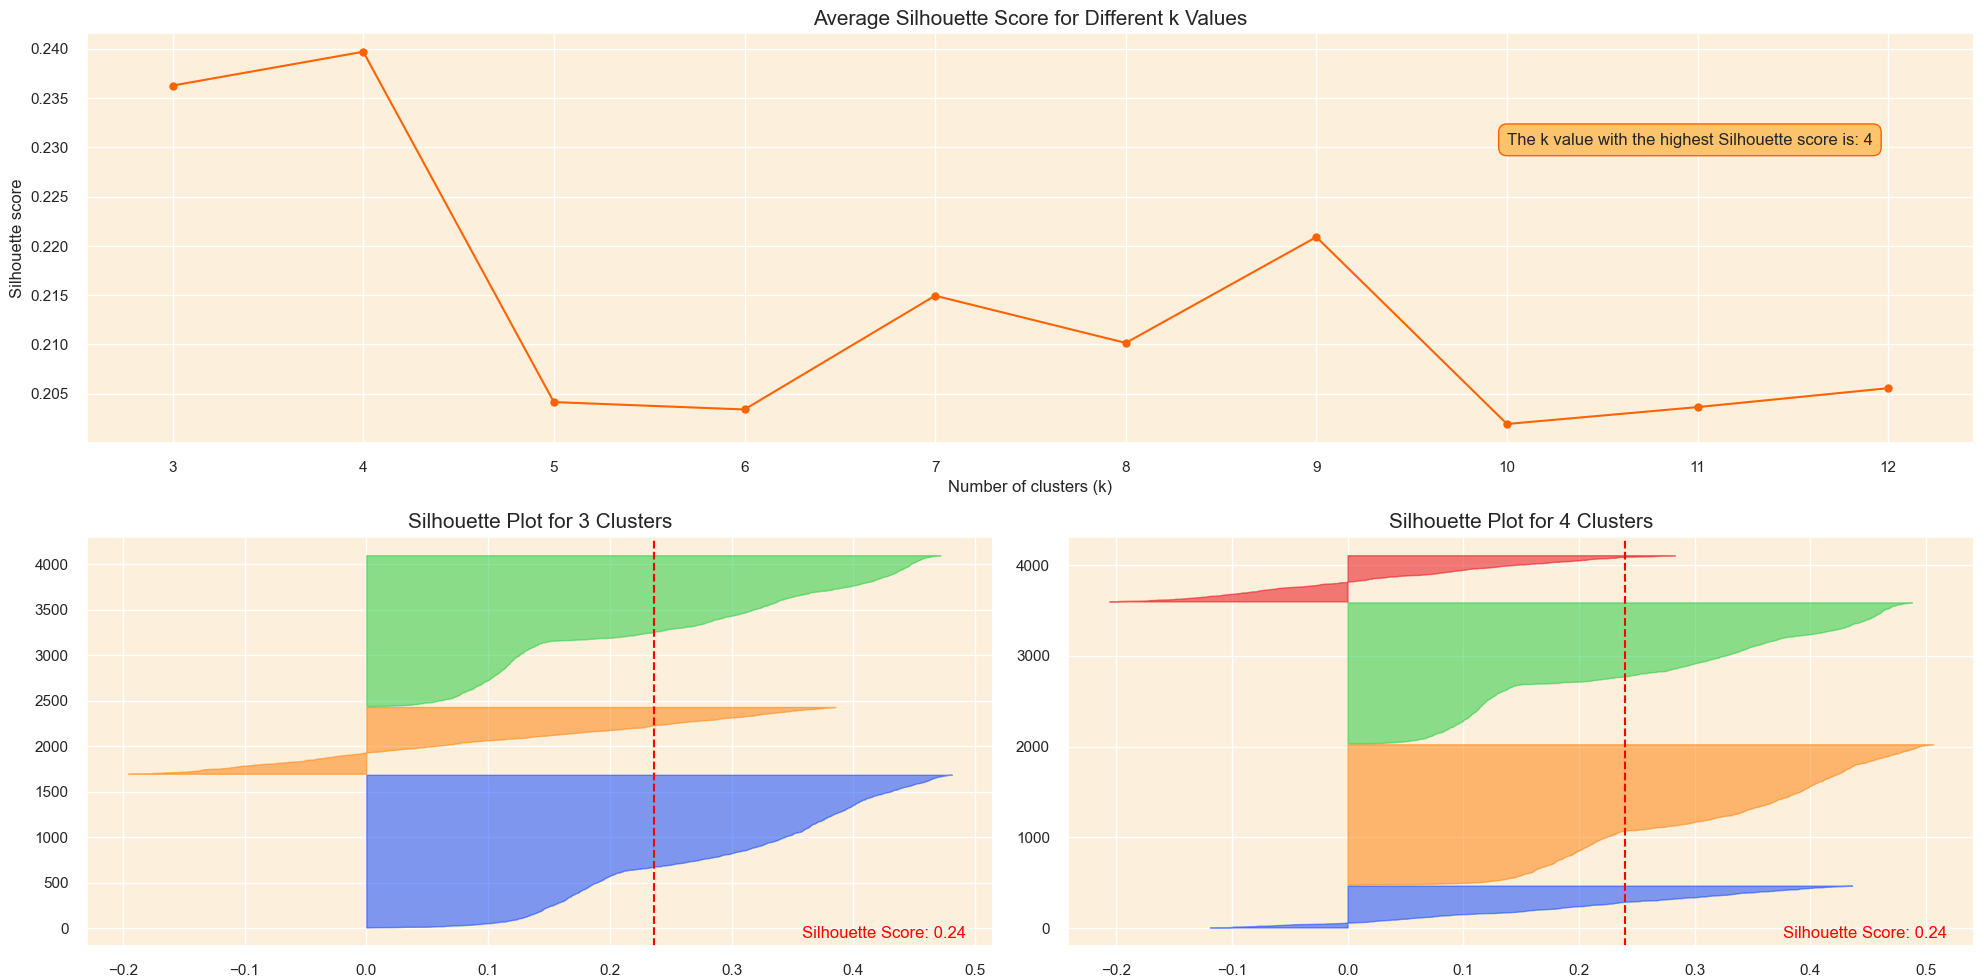 Average Silhouette Score for Different k Values
0.240
0.235
0.230
0.225
0.220
0.215
0.210
0.205
Silhouette score
The k value with the highest Silhouette score is: 4
3 4 5 6 7 8 9 10 11 12
Number of clusters (k)
Silhouette Plot for 3 Clusters
4000
3500
3000
2500
2000
1500
1000
500
0
Silhouette Score: 0.24
−0.2 −0.1 0.0 0.1 0.2 0.3 0.4 0.5
Silhouette Plot for 4 Clusters
4000
3000
2000
1000
0
Silhouette Score: 0.24
−0.2 −0.1 0.0 0.1 0.2 0.3 0.4 0.5